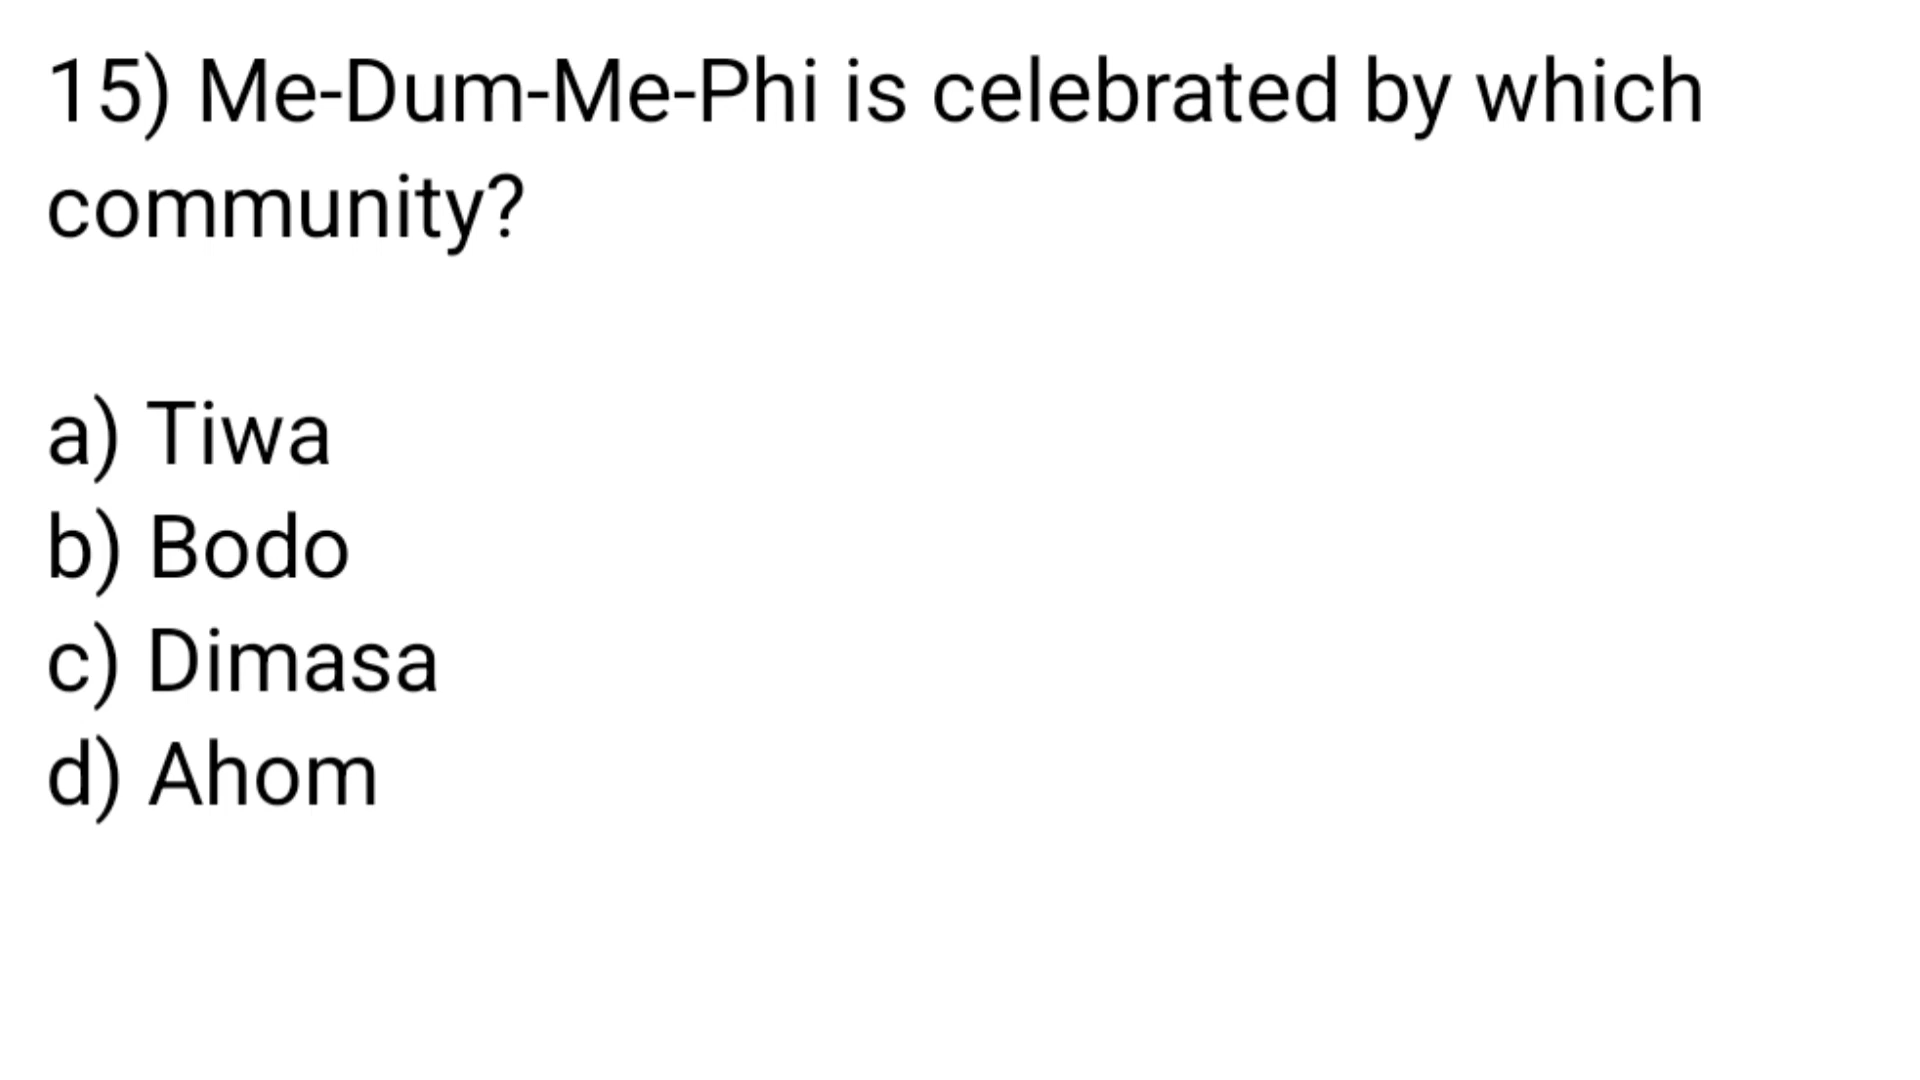 15) Me-Dum-Me-Phi is celebrated by which
community?
a) Tiwa
b) Bodo
c) Dimasa
d) Ahom